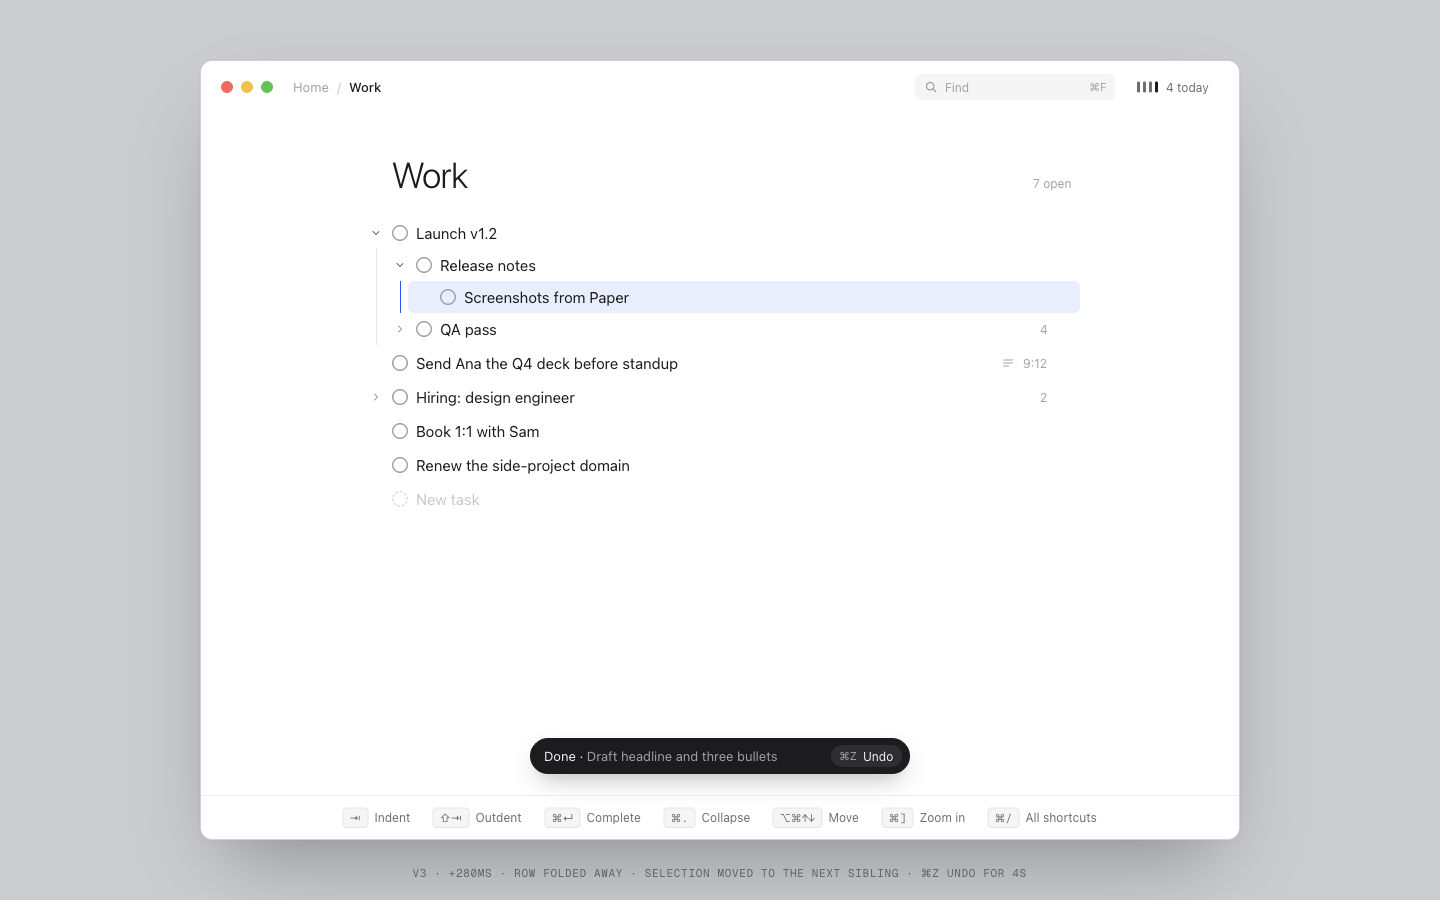 Home / Work
Find ⌘F
4 today
Work
7 open
Launch v1.2
Release notes
Screenshots from Paper
QA pass 4
Send Ana the Q4 deck before standup 9:12
Hiring: design engineer 2
Book 1:1 with Sam
Renew the side-project domain
New task
Done · Draft headline and three bullets ⌘Z Undo
⇥ Indent ⇧⇥ Outdent ⌘↩ Complete ⌘. Collapse ⌥⌘↑↓ Move ⌘] Zoom in ⌘/ All shortcuts
V3 · +280MS · ROW FOLDED AWAY · SELECTION MOVED TO THE NEXT SIBLING · ⌘Z UNDO FOR 4S